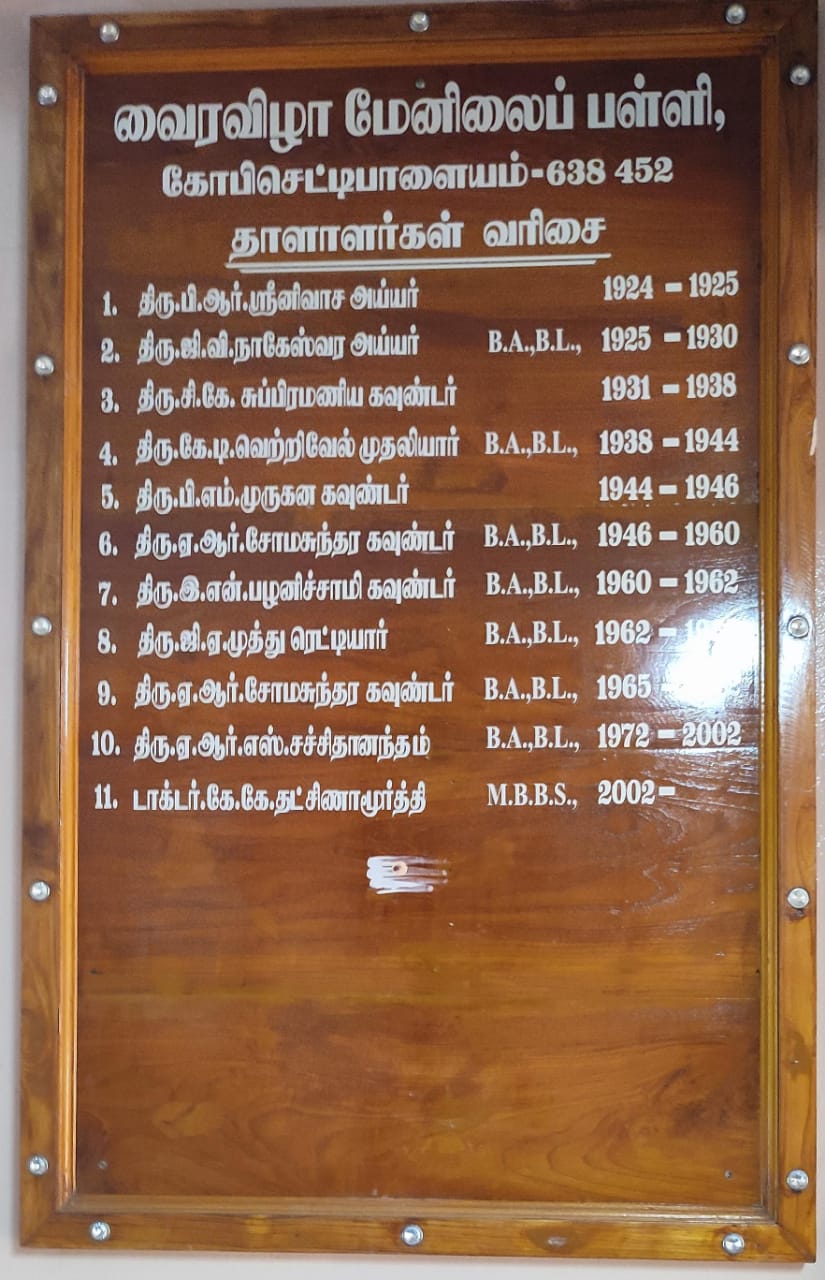 வைரவிழா மேனிலைப் பள்ளி,
கோபிசெட்டிபாளையம்-638 452
தாளாளர்கள் வரிசை
1. திரு.பி.ஆர்.ஸ்ரீனிவாச அய்யர் 1924 - 1925
2. திரு.ஜி.வி.நாகேஸ்வர அய்யர் B.A.,B.L., 1925 - 1930
3. திரு.சி.கே. சுப்பிரமணிய கவுண்டர் 1931 - 1938
4. திரு.கே.டி.வெற்றிவேல் முதலியார் B.A.,B.L., 1938 - 1944
5. திரு.பி.எம்.முருகன கவுண்டர் 1944 - 1946
6. திரு.ஏ.ஆர்.சோமசுந்தர கவுண்டர் B.A.,B.L., 1946 - 1960
7. திரு.இ.என்.பழனிச்சாமி கவுண்டர் B.A.,B.L., 1960 - 1962
8. திரு.ஜி.ஏ.முத்து ரெட்டியார் B.A.,B.L., 1962 -
9. திரு.ஏ.ஆர்.சோமசுந்தர கவுண்டர் B.A.,B.L., 1965
10. திரு.ஏ.ஆர்.எஸ்.சச்சிதானந்தம் B.A.,B.L., 1972 - 2002
11. டாக்டர்.கே.கே.தட்சிணாமூர்த்தி M.B.B.S., 2002 -